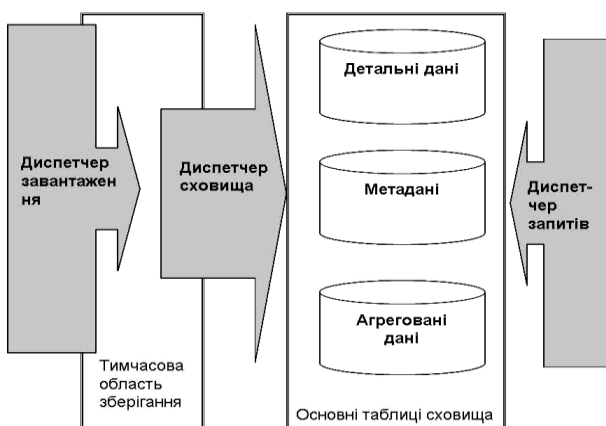 Диспетчер
завантажен
ня
Тимчасова
область
зберігання
Диспетчер
сховища
Детальні дані
Метадані
Агреговані
дані
Основні таблиці сховища
Диспет-
чер
запитів